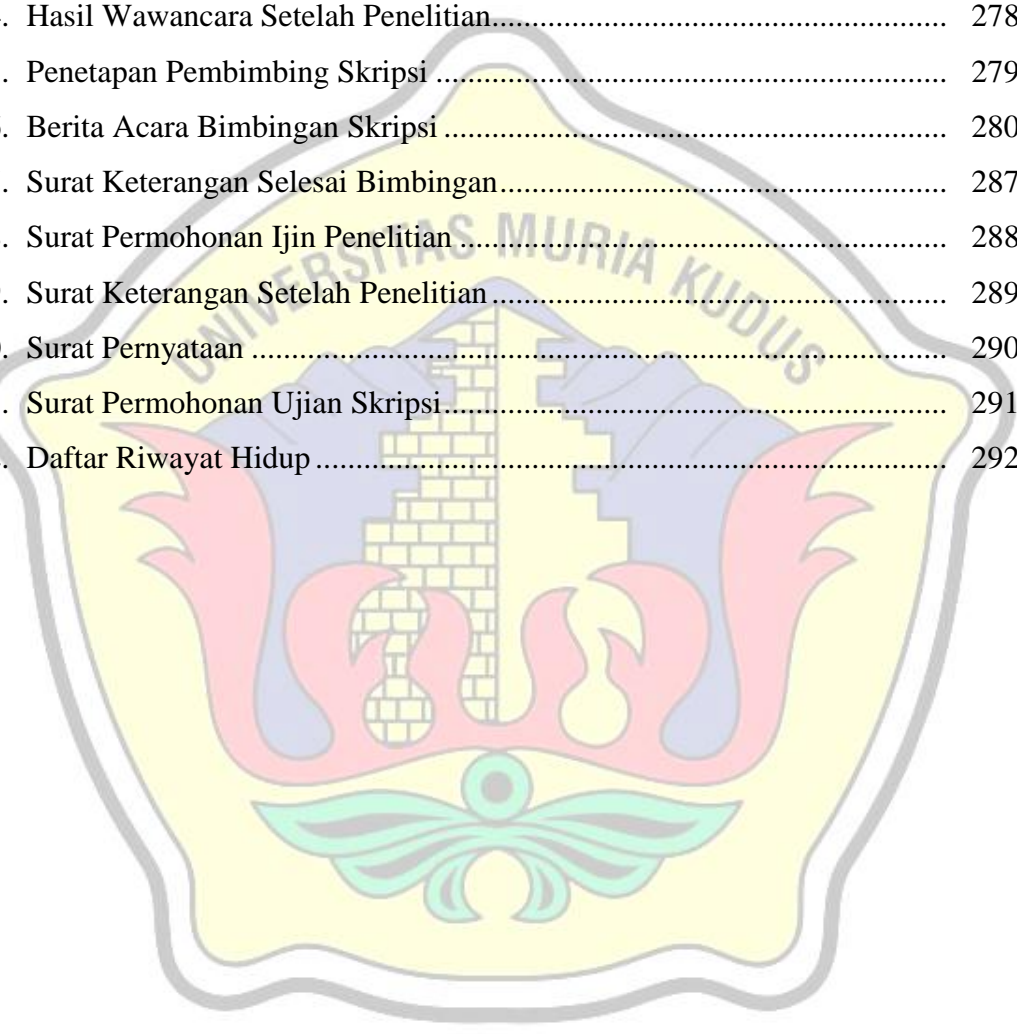 . Hasil Wawancara Setelah Penelitian.................................................................. 278
. Penetapan Pembimbing Skripsi .......................................................................... 279
. Berita Acara Bimbingan Skripsi ......................................................................... 280
. Surat Keterangan Selesai Bimbingan................................................................. 287
. Surat Permohonan Ijin Penelitian ...................................................................... 288
. Surat Keterangan Setelah Penelitian .................................................................. 289
. Surat Pernyataan ................................................................................................. 290
. Surat Permohonan Ujian Skripsi......................................................................... 291
. Daftar Riwayat Hidup ........................................................................................ 292
UNIVERSITAS MURIA KUDUS